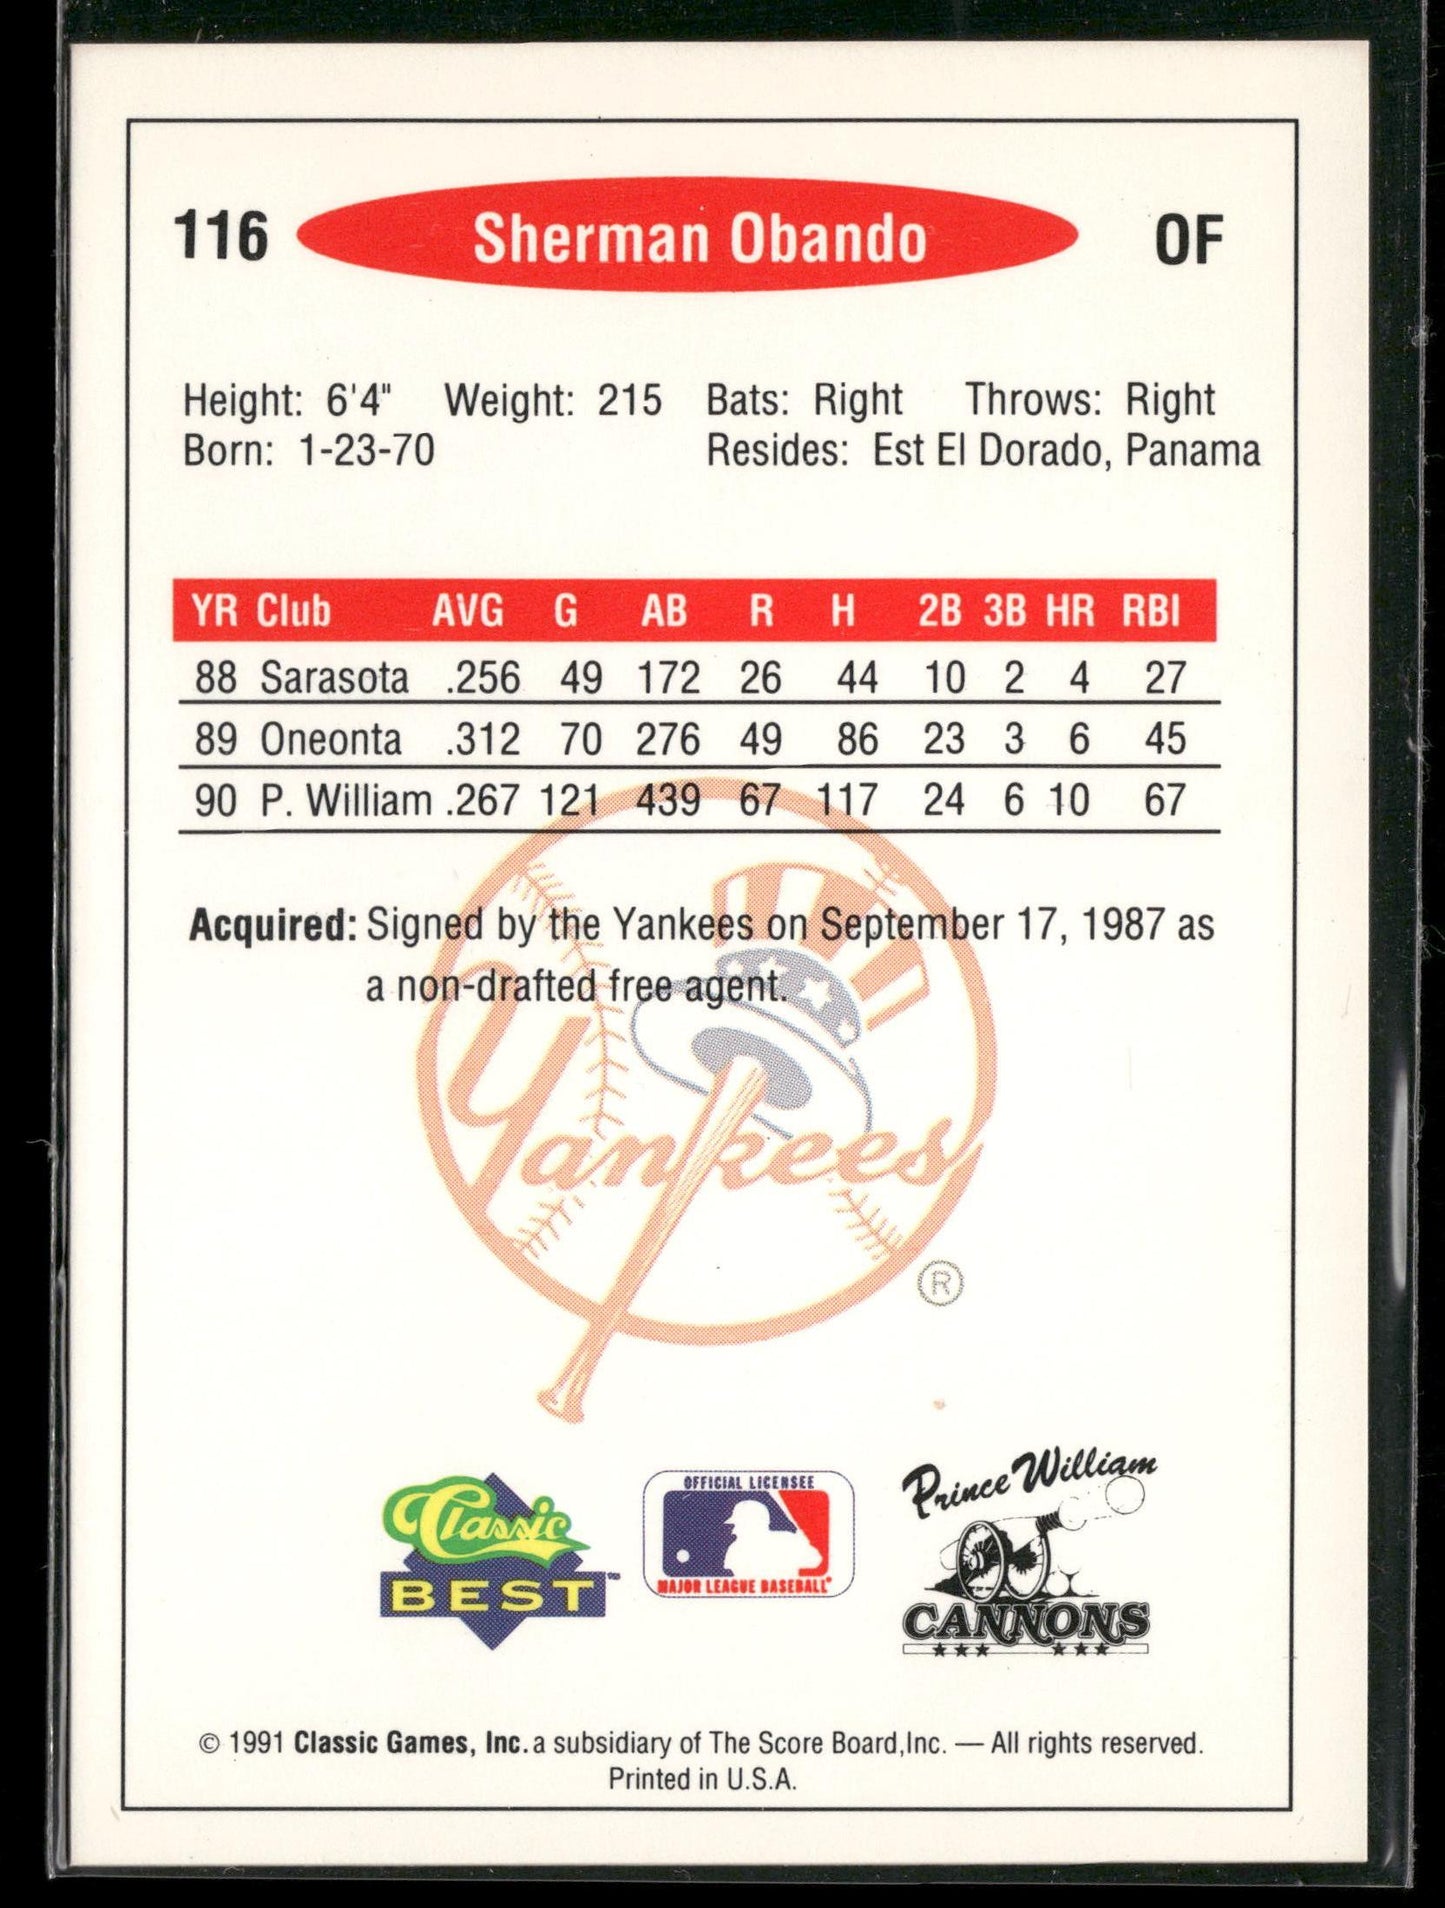 116 Sherman Obando OF
Height: 6'4" Weight: 215 Bats: Right Throws: Right
Born: 1-23-70 Resides: Est El Dorado, Panama
YR Club AVG G AB R H 2B 3B HR RBI
88 Sarasota .256 49 172 26 44 10 2 4 27
89 Oneonta .312 70 276 49 86 23 3 6 45
90 P. William .267 121 439 67 117 24 6 10 67
Acquired: Signed by the Yankees on September 17, 1987 as
a non-drafted free agent.
Yankees
®
Classic
BEST™
OFFICIAL LICENSEE
MAJOR LEAGUE BASEBALL®
Prince William
CANNONS
© 1991 Classic Games, Inc. a subsidiary of The Score Board,Inc. — All rights reserved.
Printed in U.S.A.